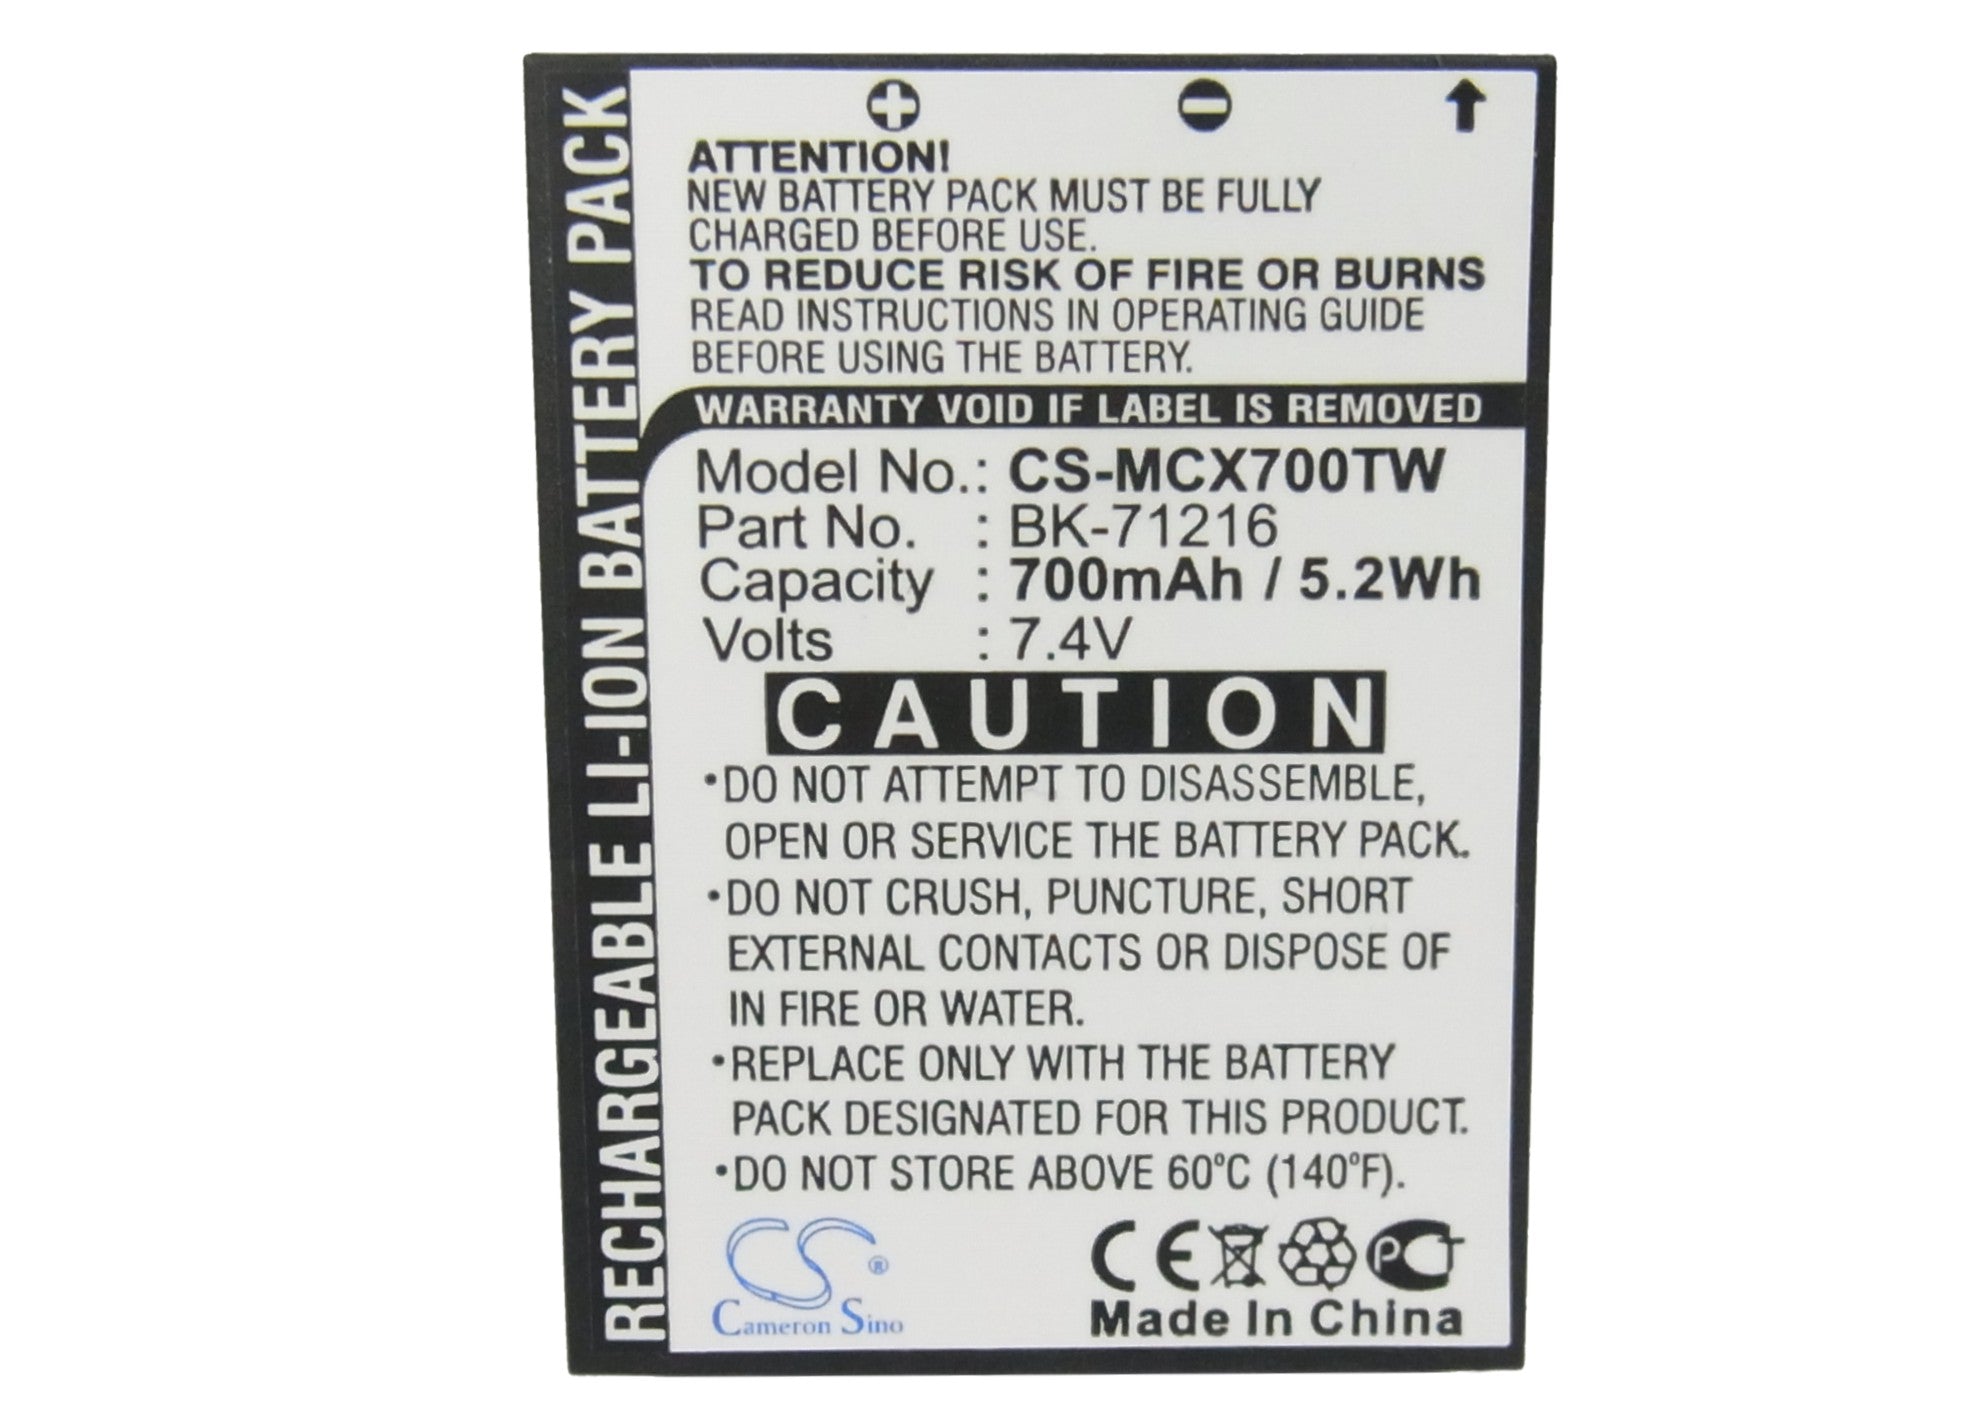 RECHARGEABLE LI-ION BATTERY PACK
ATTENTION!
NEW BATTERY PACK MUST BE FULLY
CHARGED BEFORE USE.
TO REDUCE RISK OF FIRE OR BURNS
READ INSTRUCTIONS IN OPERATING GUIDE
BEFORE USING THE BATTERY.
WARRANTY VOID IF LABEL IS REMOVED
Model No.: CS-MCX700TW
Part No. : BK-71216
Capacity : 700mAh / 5.2Wh
Volts : 7.4V
CAUTION
•DO NOT ATTEMPT TO DISASSEMBLE,
OPEN OR SERVICE THE BATTERY PACK.
•DO NOT CRUSH, PUNCTURE, SHORT
EXTERNAL CONTACTS OR DISPOSE OF
IN FIRE OR WATER.
•REPLACE ONLY WITH THE BATTERY
PACK DESIGNATED FOR THIS PRODUCT.
•DO NOT STORE ABOVE 60°C (140°F).
CS®
Cameron Sino
CE PCT
Made In China